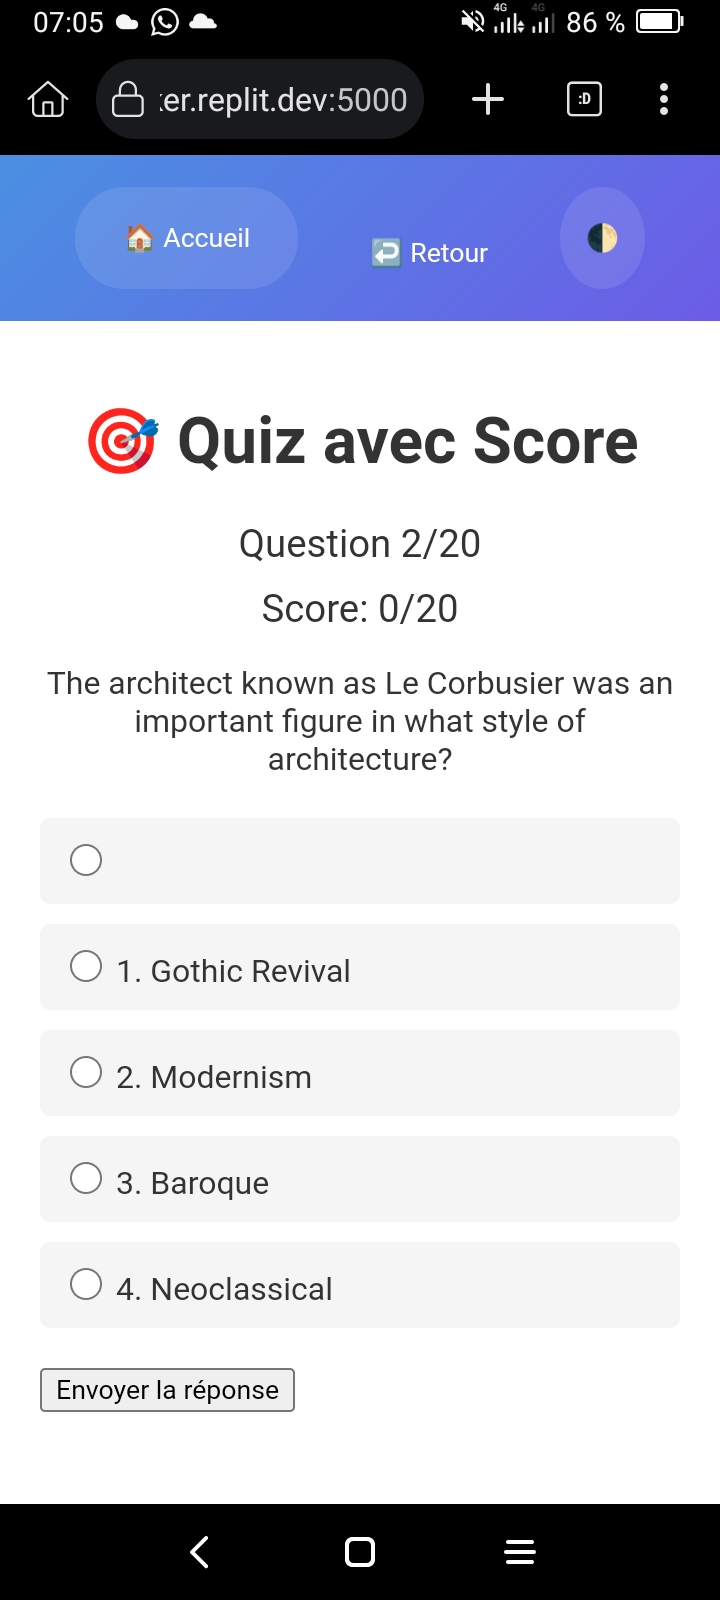 07:05
4G 4G 86 %
ker.replit.dev:5000
:D
Accueil
Retour
Quiz avec Score
Question 2/20
Score: 0/20
The architect known as Le Corbusier was an
important figure in what style of
architecture?
1. Gothic Revival
2. Modernism
3. Baroque
4. Neoclassical
Envoyer la réponse